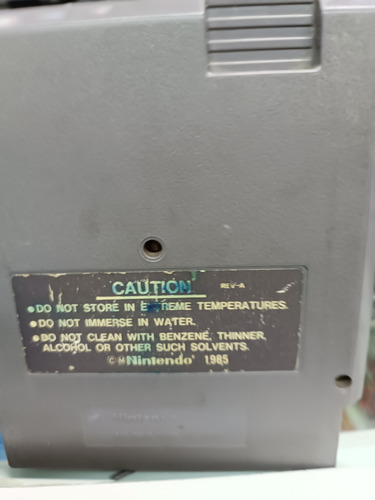 CAUTION REV-A
●DO NOT STORE IN EXTREME TEMPERATURES.
●DO NOT IMMERSE IN WATER.
●DO NOT CLEAN WITH BENZENE, THINNER,
ALCOHOL OR OTHER SUCH SOLVENTS.
©M Nintendo® 1985